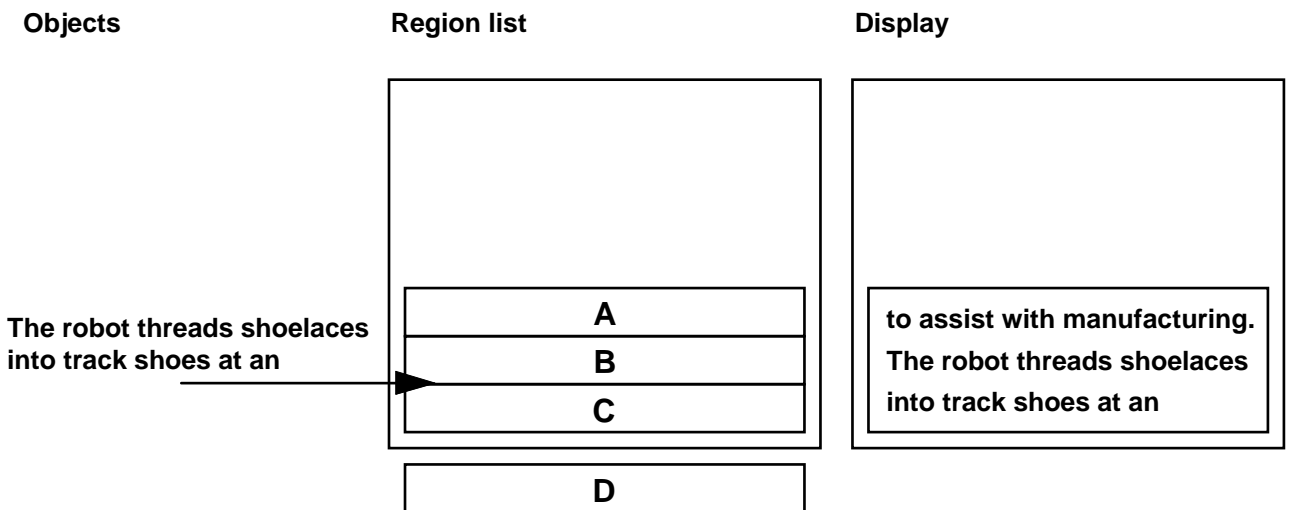 Objects
Region list
Display
The robot threads shoelaces
into track shoes at an
A
B
C
D
to assist with manufacturing.
The robot threads shoelaces
into track shoes at an